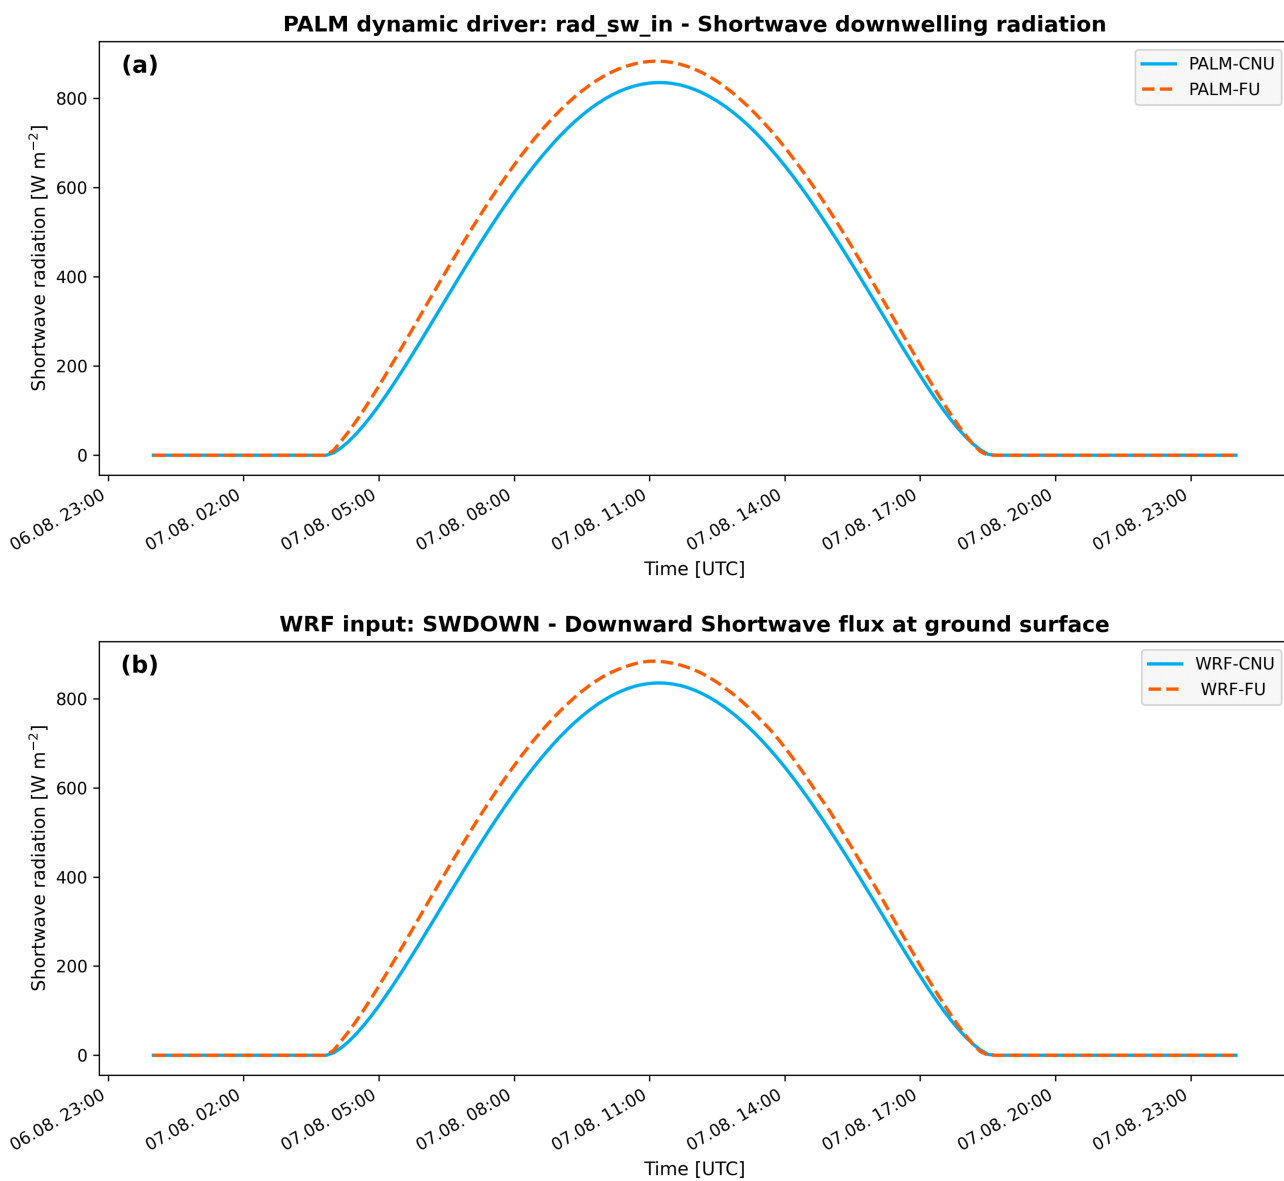 PALM dynamic driver: rad_sw_in - Shortwave downwelling radiation
(a)
PALM-CNU
PALM-FU
Shortwave radiation [W m⁻²]
800
600
400
200
0
06.08. 23:00
07.08. 02:00
07.08. 05:00
07.08. 08:00
07.08. 11:00
07.08. 14:00
07.08. 17:00
07.08. 20:00
07.08. 23:00
Time [UTC]
WRF input: SWDOWN - Downward Shortwave flux at ground surface
(b)
WRF-CNU
WRF-FU
Shortwave radiation [W m⁻²]
800
600
400
200
0
06.08. 23:00
07.08. 02:00
07.08. 05:00
07.08. 08:00
07.08. 11:00
07.08. 14:00
07.08. 17:00
07.08. 20:00
07.08. 23:00
Time [UTC]